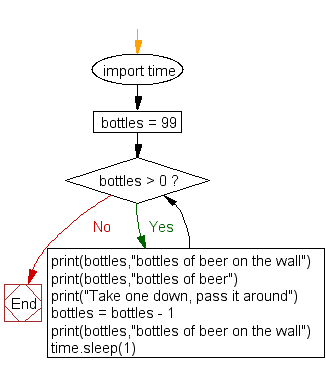 import time
bottles = 99
bottles > 0 ?
No
Yes
print(bottles,"bottles of beer on the wall")
print(bottles,"bottles of beer")
print("Take one down, pass it around")
bottles = bottles - 1
print(bottles,"bottles of beer on the wall")
time.sleep(1)
End